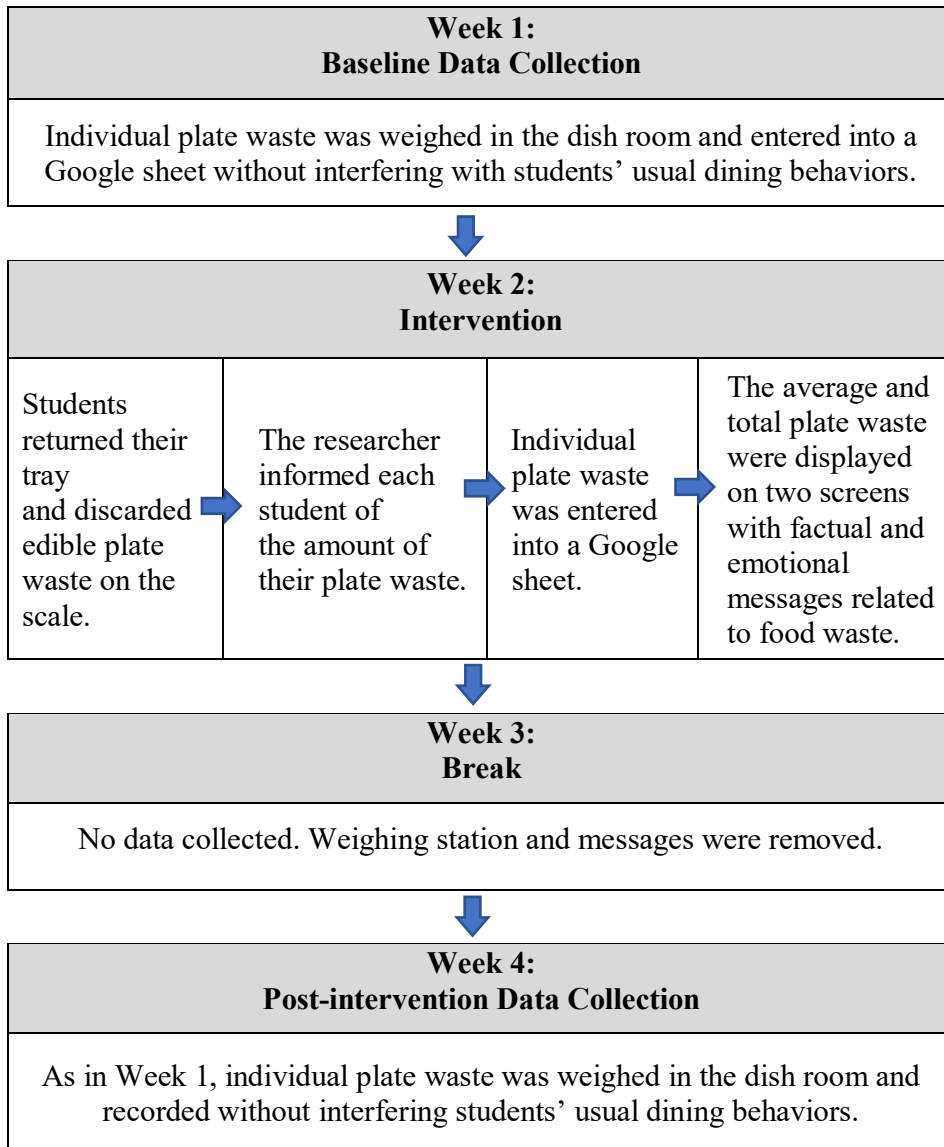 Week 1:
Baseline Data Collection
Individual plate waste was weighed in the dish room and entered into a
Google sheet without interfering with students’ usual dining behaviors.
Week 2:
Intervention
Students
returned their
tray
and discarded
edible plate
waste on the
scale.
The researcher
informed each
student of
the amount of
their plate waste.
Individual
plate waste
was entered
into a Google
sheet.
The average and
total plate waste
were displayed
on two screens
with factual and
emotional
messages related
to food waste.
Week 3:
Break
No data collected. Weighing station and messages were removed.
Week 4:
Post-intervention Data Collection
As in Week 1, individual plate waste was weighed in the dish room and
recorded without interfering students’ usual dining behaviors.